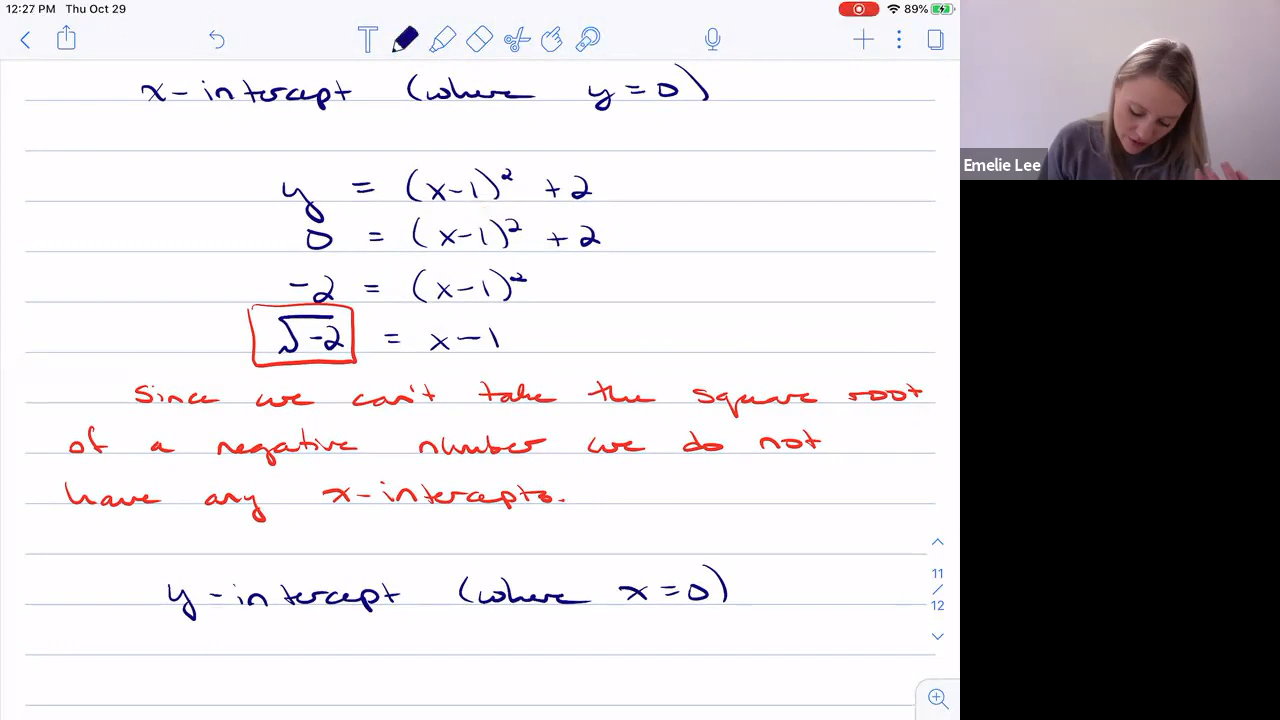 12:27 PM Thu Oct 29
89%
x-intercept (where y=0)
y = (x-1)² +2
0 = (x-1)² +2
-2 = (x-1)²
√-2 = x-1
Since we can't take the square root
of a negative number we do not
have any x-intercepts.
y-intercept (where x=0)
11
/
12
T
Emelie Lee